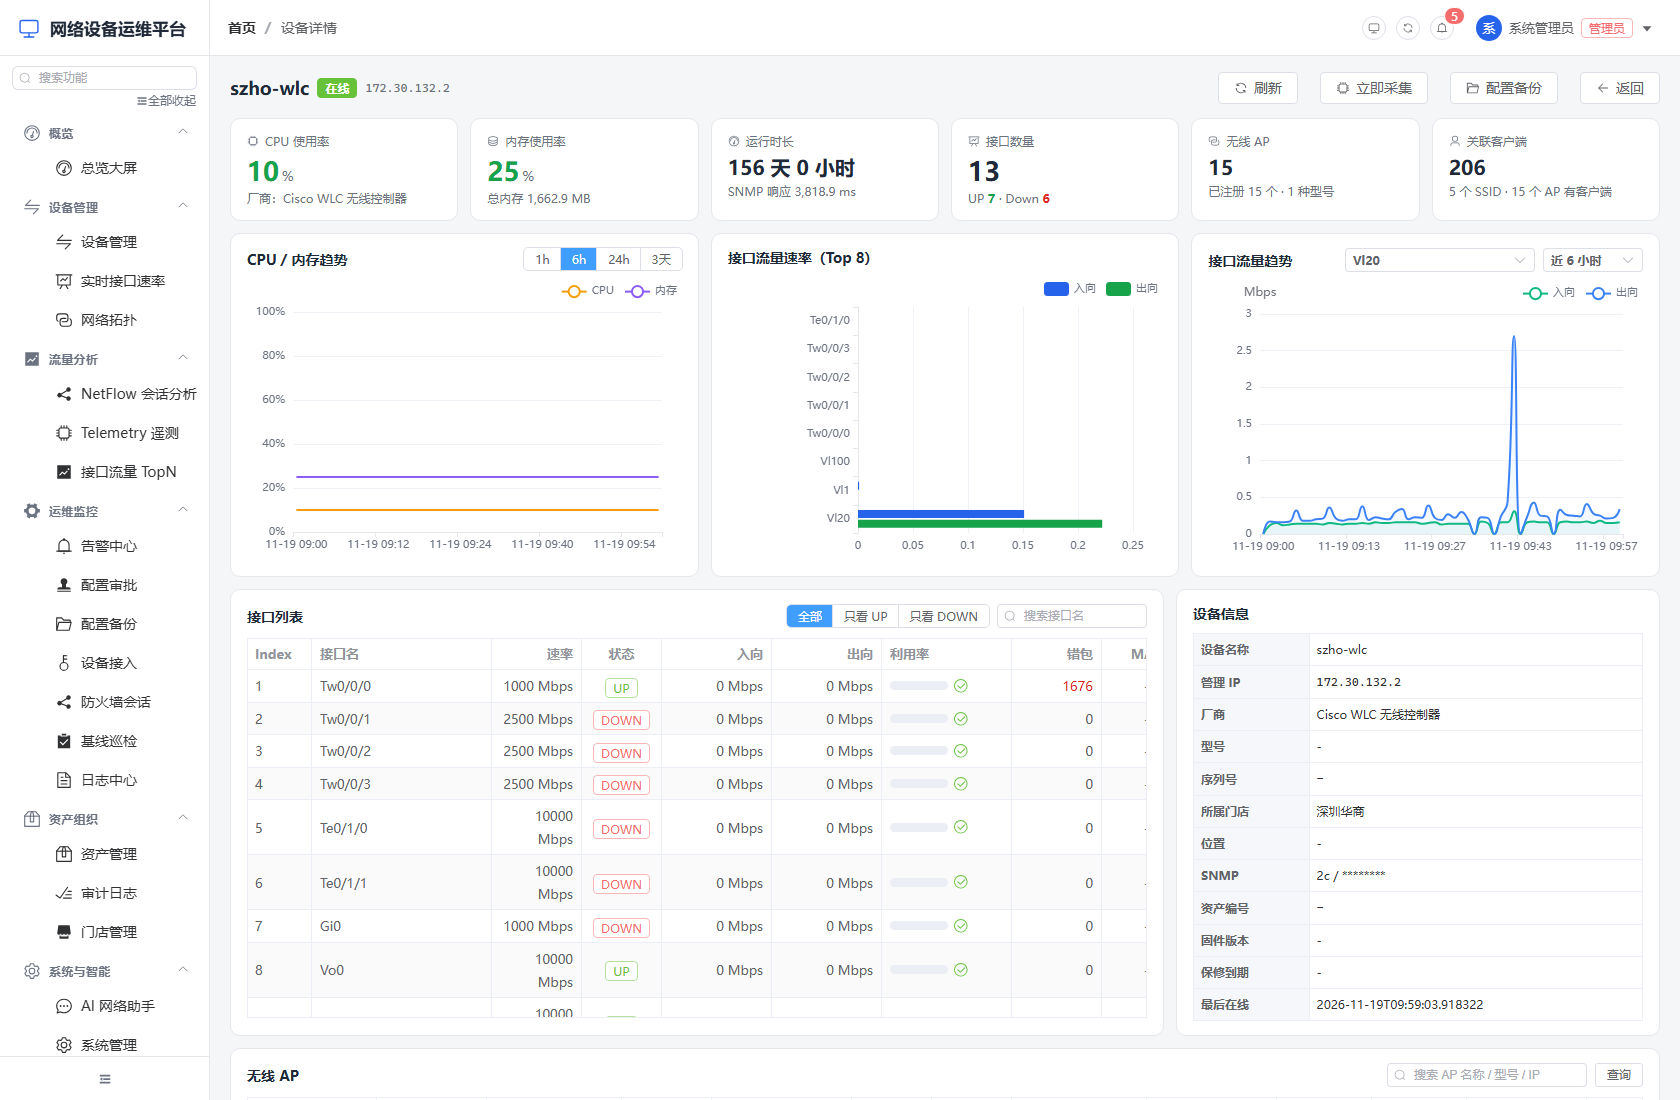 网络设备运维平台
首页 / 设备详情
5
系 系统管理员 管理员
搜索功能
全部收起
概览
总览大屏
设备管理
设备管理
实时接口速率
网络拓扑
流量分析
NetFlow 会话分析
Telemetry 遥测
接口流量 TopN
运维监控
告警中心
配置审批
配置备份
设备接入
防火墙会话
基线巡检
日志中心
资产组织
资产管理
审计日志
门店管理
系统与智能
AI 网络助手
系统管理
szho-wlc 在线 172.30.132.2
刷新 立即采集 配置备份 返回
CPU 使用率
10 %
厂商：Cisco WLC 无线控制器
内存使用率
25 %
总内存 1,662.9 MB
运行时长
156 天 0 小时
SNMP 响应 3,818.9 ms
接口数量
13
UP 7 · Down 6
无线 AP
15
已注册 15 个 · 1 种型号
关联客户端
206
5 个 SSID · 15 个 AP 有客户端
CPU / 内存趋势
1h 6h 24h 3天
CPU 内存
100%
80%
60%
40%
20%
0%
11-19 09:00 11-19 09:12 11-19 09:24 11-19 09:40 11-19 09:54
接口流量速率（Top 8）
入向 出向
Te0/1/0
Tw0/0/3
Tw0/0/2
Tw0/0/1
Tw0/0/0
Vl100
Vl1
Vl20
0 0.05 0.1 0.15 0.2 0.25
接口流量趋势 Vl20 近 6 小时
Mbps 入向 出向
3
2.5
2
1.5
1
0.5
0
11-19 09:00 11-19 09:13 11-19 09:27 11-19 09:43 11-19 09:57
接口列表 全部 只看 UP 只看 DOWN 搜索接口名
Index 接口名 速率 状态 入向 出向 利用率 错包
1 Tw0/0/0 1000 Mbps UP 0 Mbps 0 Mbps 1676
2 Tw0/0/1 2500 Mbps DOWN 0 Mbps 0 Mbps 0
3 Tw0/0/2 2500 Mbps DOWN 0 Mbps 0 Mbps 0
4 Tw0/0/3 2500 Mbps DOWN 0 Mbps 0 Mbps 0
5 Te0/1/0 10000 Mbps DOWN 0 Mbps 0 Mbps 0
6 Te0/1/1 10000 Mbps DOWN 0 Mbps 0 Mbps 0
7 Gi0 1000 Mbps DOWN 0 Mbps 0 Mbps 0
8 Vo0 10000 Mbps UP 0 Mbps 0 Mbps 0
10000
设备信息
设备名称 szho-wlc
管理 IP 172.30.132.2
厂商 Cisco WLC 无线控制器
型号 -
序列号 -
所属门店 深圳华商
位置 -
SNMP 2c / ********
资产编号 -
固件版本 -
保修到期 -
最后在线 2026-11-19T09:59:03.918322
无线 AP 搜索 AP 名称 / 型号 / IP 查询